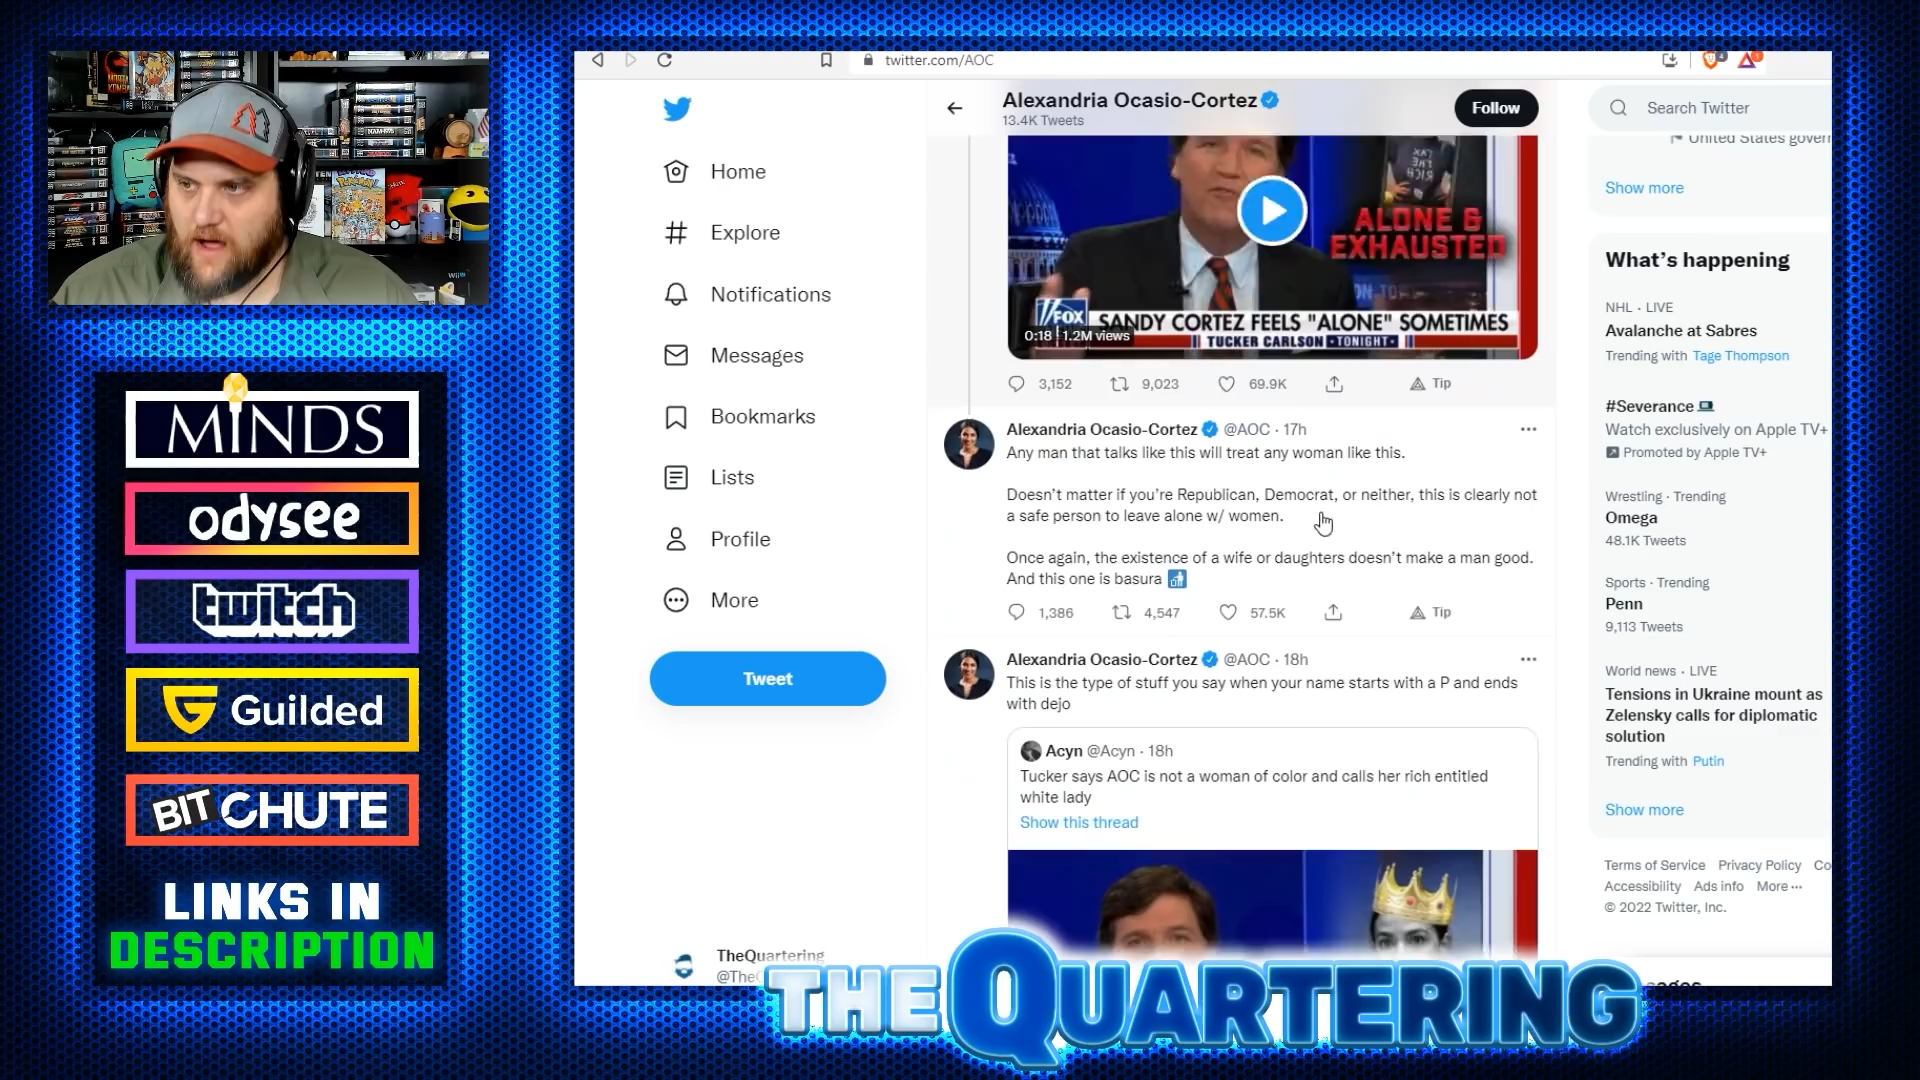 twitter.com/AOC
Alexandria Ocasio-Cortez
13.4K Tweets
Follow
Search Twitter
Home
Explore
Notifications
Messages
Bookmarks
Lists
Profile
More
Tweet
TheQuartering
TAX
THE
RICH
ALONE &
EXHAUSTED
FOX
SANDY CORTEZ FEELS "ALONE" SOMETIMES
0:18 1.2M views
TUCKER CARLSON TONIGHT
3,152 9,023 69.9K Tip
Alexandria Ocasio-Cortez @AOC · 17h
Any man that talks like this will treat any woman like this.
Doesn't matter if you're Republican, Democrat, or neither, this is clearly not
a safe person to leave alone w/ women.
Once again, the existence of a wife or daughters doesn't make a man good.
And this one is basura
1,386 4,547 57.5K Tip
Alexandria Ocasio-Cortez @AOC · 18h
This is the type of stuff you say when your name starts with a P and ends
with dejo
Acyn @Acyn · 18h
Tucker says AOC is not a woman of color and calls her rich entitled
white lady
Show this thread
United States
Show more
What's happening
NHL · LIVE
Avalanche at Sabres
Trending with Tage Thompson
#Severance
Watch exclusively on Apple TV+
Promoted by Apple TV+
Wrestling · Trending
Omega
48.1K Tweets
Sports · Trending
Penn
9,113 Tweets
World news · LIVE
Tensions in Ukraine mount as
Zelensky calls for diplomatic
solution
Trending with Putin
Show more
Terms of Service Privacy Policy Co
Accessibility Ads info More ···
© 2022 Twitter, Inc.
MINDS
odysee
twitch
Guilded
BITCHUTE
LINKS IN
DESCRIPTION
THE QUARTERING